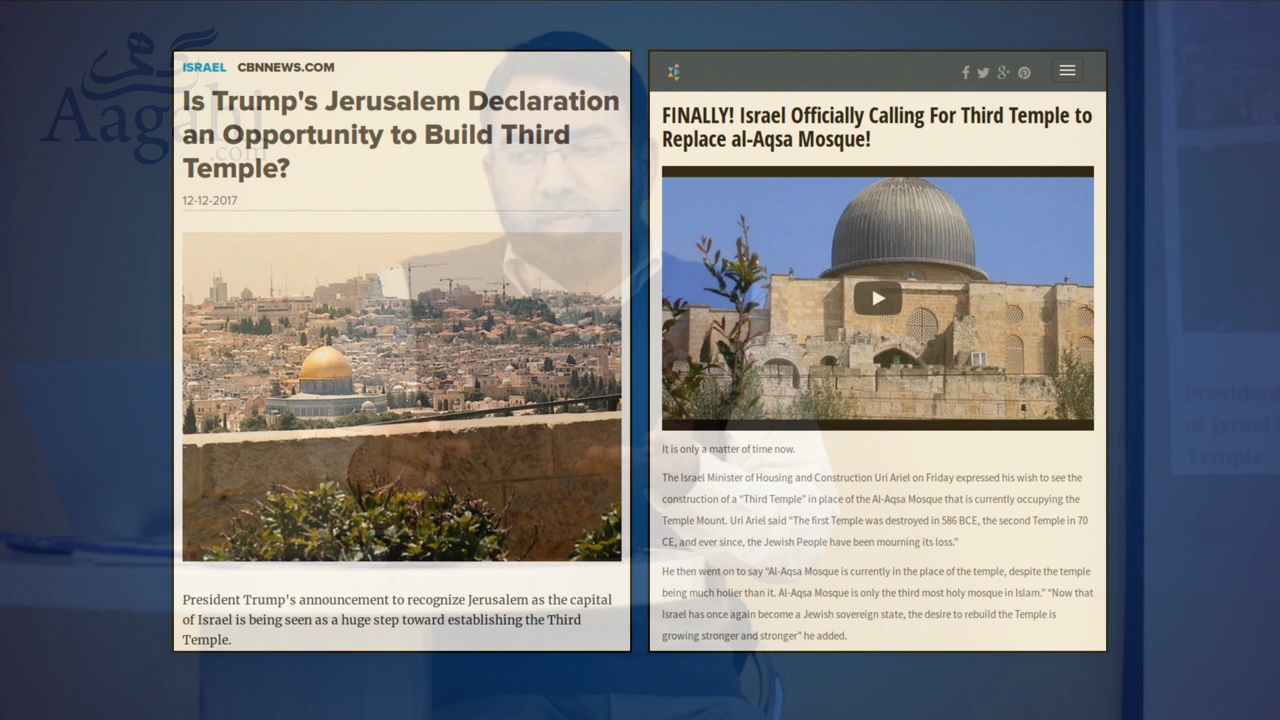 Aagahi
.com
ISRAEL CBNNEWS.COM
Is Trump's Jerusalem Declaration
an Opportunity to Build Third
Temple?
12-12-2017
President Trump's announcement to recognize Jerusalem as the capital
of Israel is being seen as a huge step toward establishing the Third
Temple.
FINALLY! Israel Officially Calling For Third Temple to
Replace al-Aqsa Mosque!
It is only a matter of time now.
The Israel Minister of Housing and Construction Uri Ariel on Friday expressed his wish to see the
construction of a “Third Temple” in place of the Al-Aqsa Mosque that is currently occupying the
Temple Mount. Uri Ariel said “The first Temple was destroyed in 586 BCE, the second Temple in 70
CE, and ever since, the Jewish People have been mourning its loss.”
He then went on to say “Al-Aqsa Mosque is currently in the place of the temple, despite the temple
being much holier than it. Al-Aqsa Mosque is only the third most holy mosque in Islam.” “Now that
Israel has once again become a Jewish sovereign state, the desire to rebuild the Temple is
growing stronger and stronger” he added.
President
of Israel
Temple.